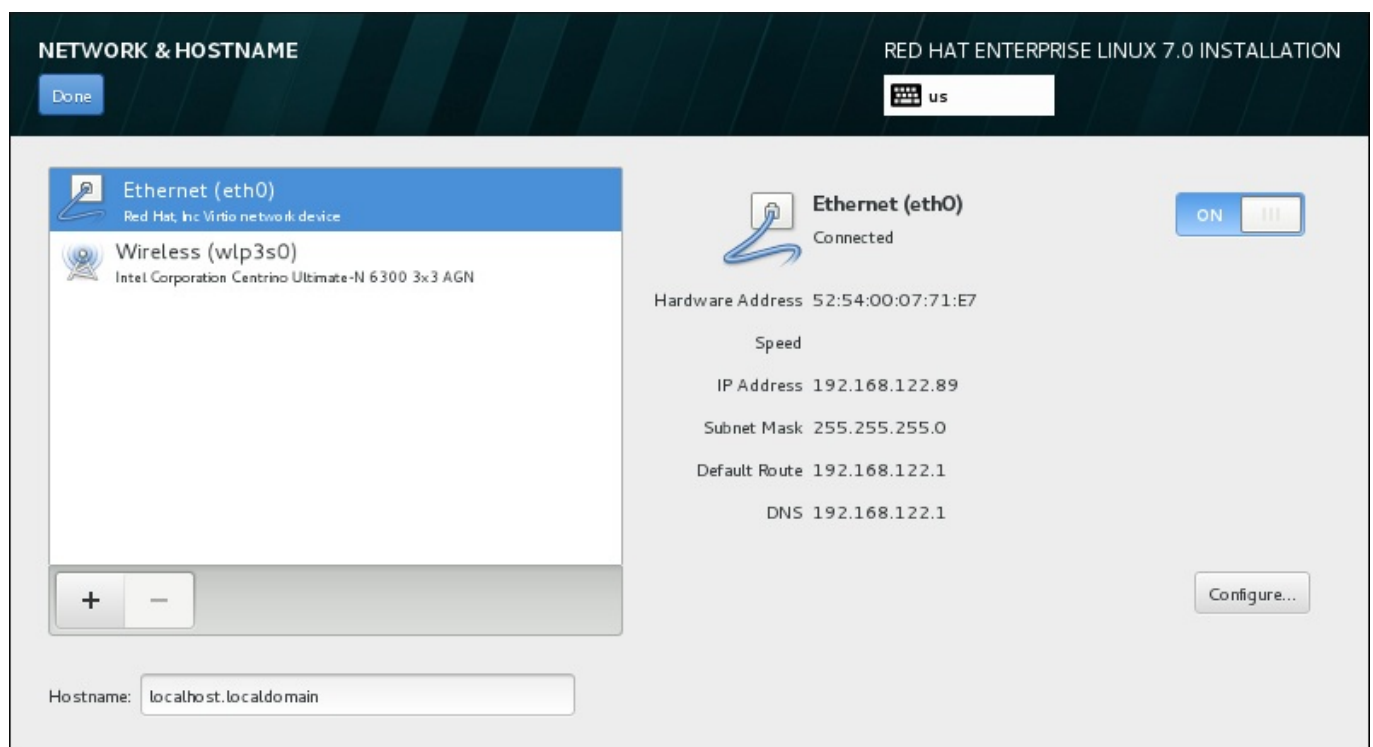 NETWORK & HOSTNAME
RED HAT ENTERPRISE LINUX 7.0 INSTALLATION
Done
us
Ethernet (eth0)
Red Hat, Inc Virtio network device
Wireless (wlp3s0)
Intel Corporation Centrino Ultimate-N 6300 3x3 AGN
Ethernet (eth0)
Connected
ON
Hardware Address 52:54:00:07:71:E7
Speed
IP Address 192.168.122.89
Subnet Mask 255.255.255.0
Default Route 192.168.122.1
DNS 192.168.122.1
+ −
Configure...
Hostname: localhost.localdomain